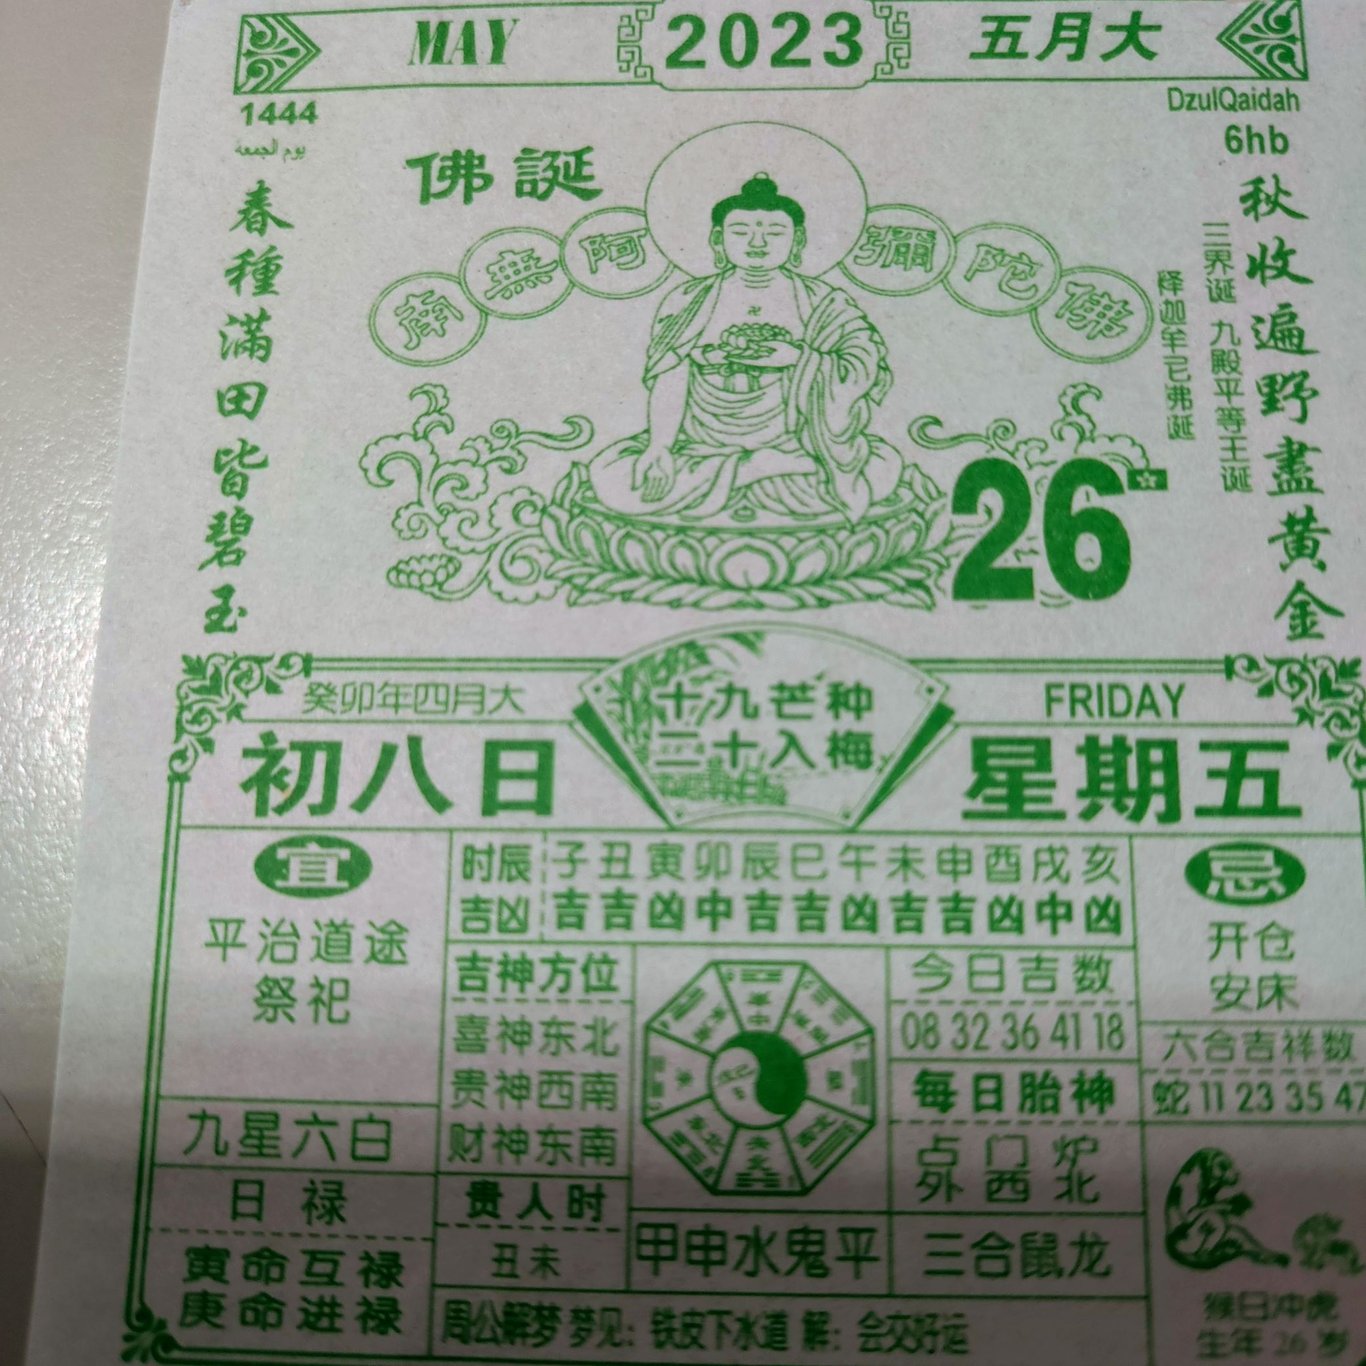 MAY
2023
五月大
1444
يوم الجمعة
DzulQaidah
6hb
佛誕
南無阿彌陀佛
春種滿田皆碧玉
秋收遍野盡黃金
三界诞 九殿平等王诞
释迦牟尼沸诞
26
癸卯年四月大
初八日
十九芒种
二十入梅
FRIDAY
星期五
宜
平治道途
祭祀
九星六白
日禄
寅命互禄
庚命进禄
时辰 子丑寅卯辰巳午未申酉戌亥
吉凶 吉吉凶中吉吉凶吉吉凶中凶
吉神方位
喜神东北
贵神西南
财神东南
贵人时
丑未
甲申水鬼平
今日吉数
08 32 36 41 18
每日胎神
占门炉
外西北
三合鼠龙
忌
开仓
安床
六合吉祥数
蛇 11 23 35 47
猴日冲虎
生年 26 岁
周公解梦 梦见：铁皮下水道 解：会交好运